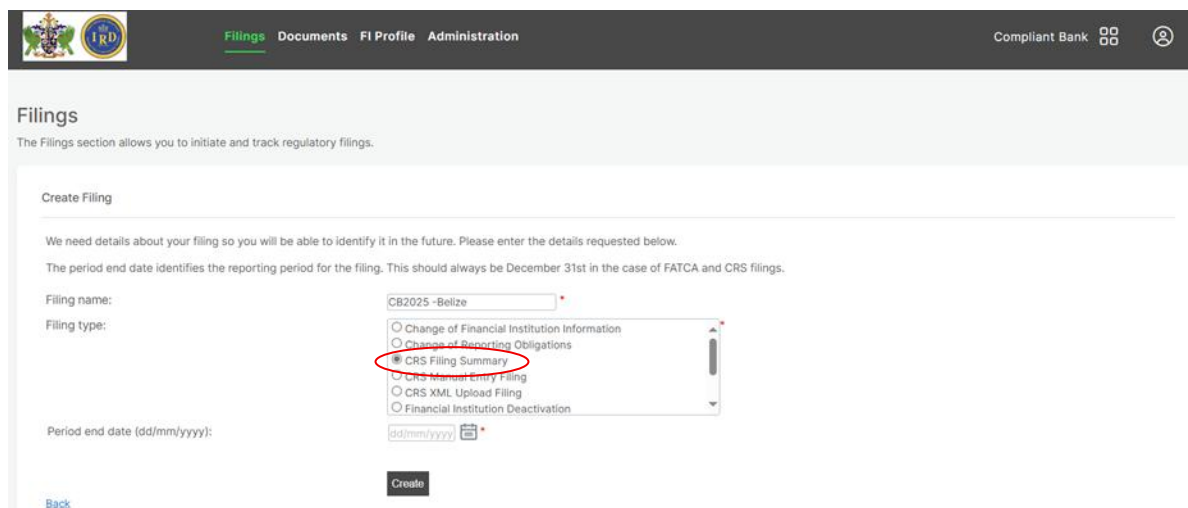 IRD
Filings Documents FI Profile Administration Compliant Bank
Filings
The Filings section allows you to initiate and track regulatory filings.
Create Filing
We need details about your filing so you will be able to identify it in the future. Please enter the details requested below.
The period end date identifies the reporting period for the filing. This should always be December 31st in the case of FATCA and CRS filings.
Filing name: CB2025 -Belize *
Filing type: *
Change of Financial Institution Information
Change of Reporting Obligations
CRS Filing Summary
CRS Manual Entry Filing
CRS XML Upload Filing
Financial Institution Deactivation
Period end date (dd/mm/yyyy): dd/mm/yyyy *
Create
Back